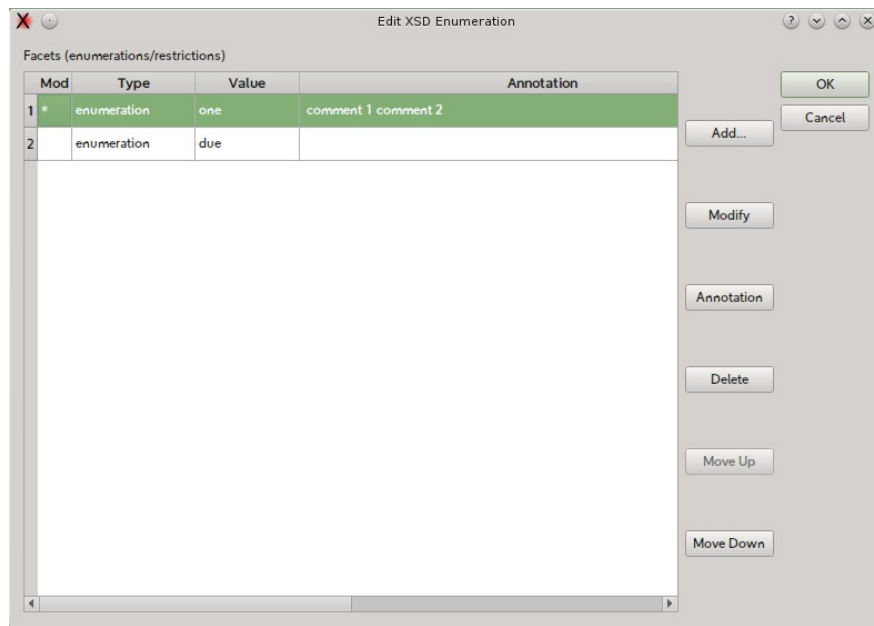 Edit XSD Enumeration
Facets (enumerations/restrictions)
Mod Type Value Annotation
1 * enumeration one comment 1 comment 2
2 enumeration due
OK
Cancel
Add...
Modify
Annotation
Delete
Move Up
Move Down